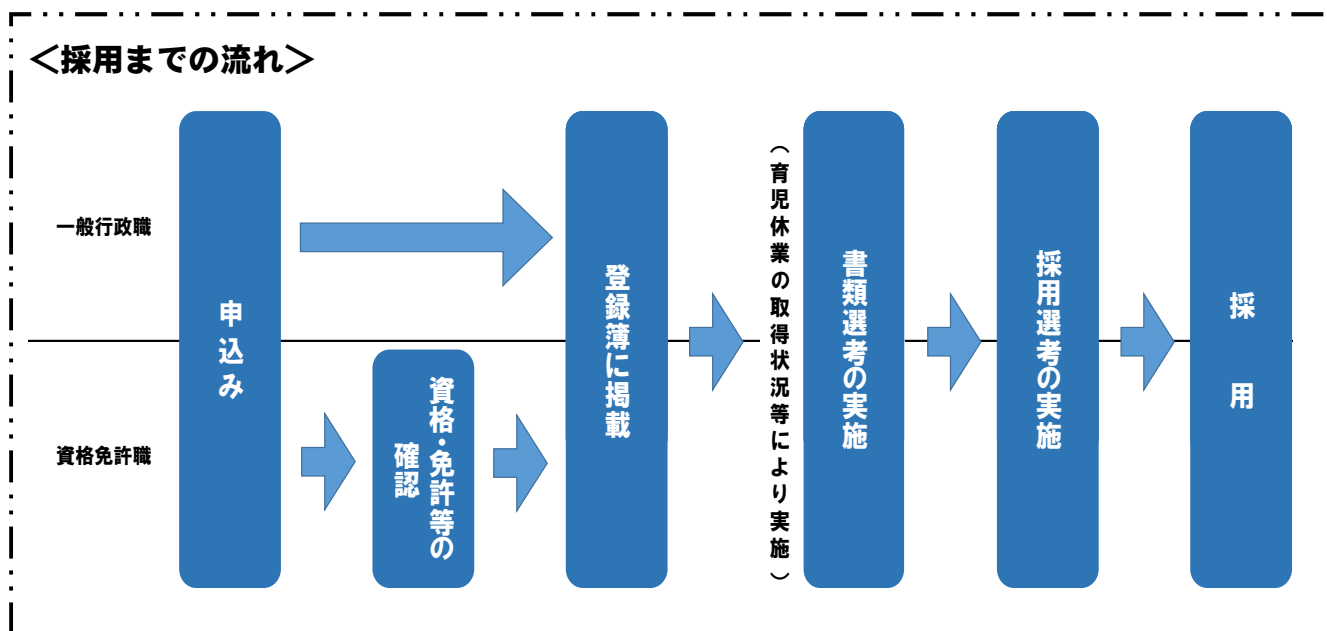 ＜採用までの流れ＞
一般行政職
資格免許職
申込み
資格・免許等の
確認
登録簿に掲載
（育児休業の取得状況等により実施）
書類選考の実施
採用選考の実施
採用